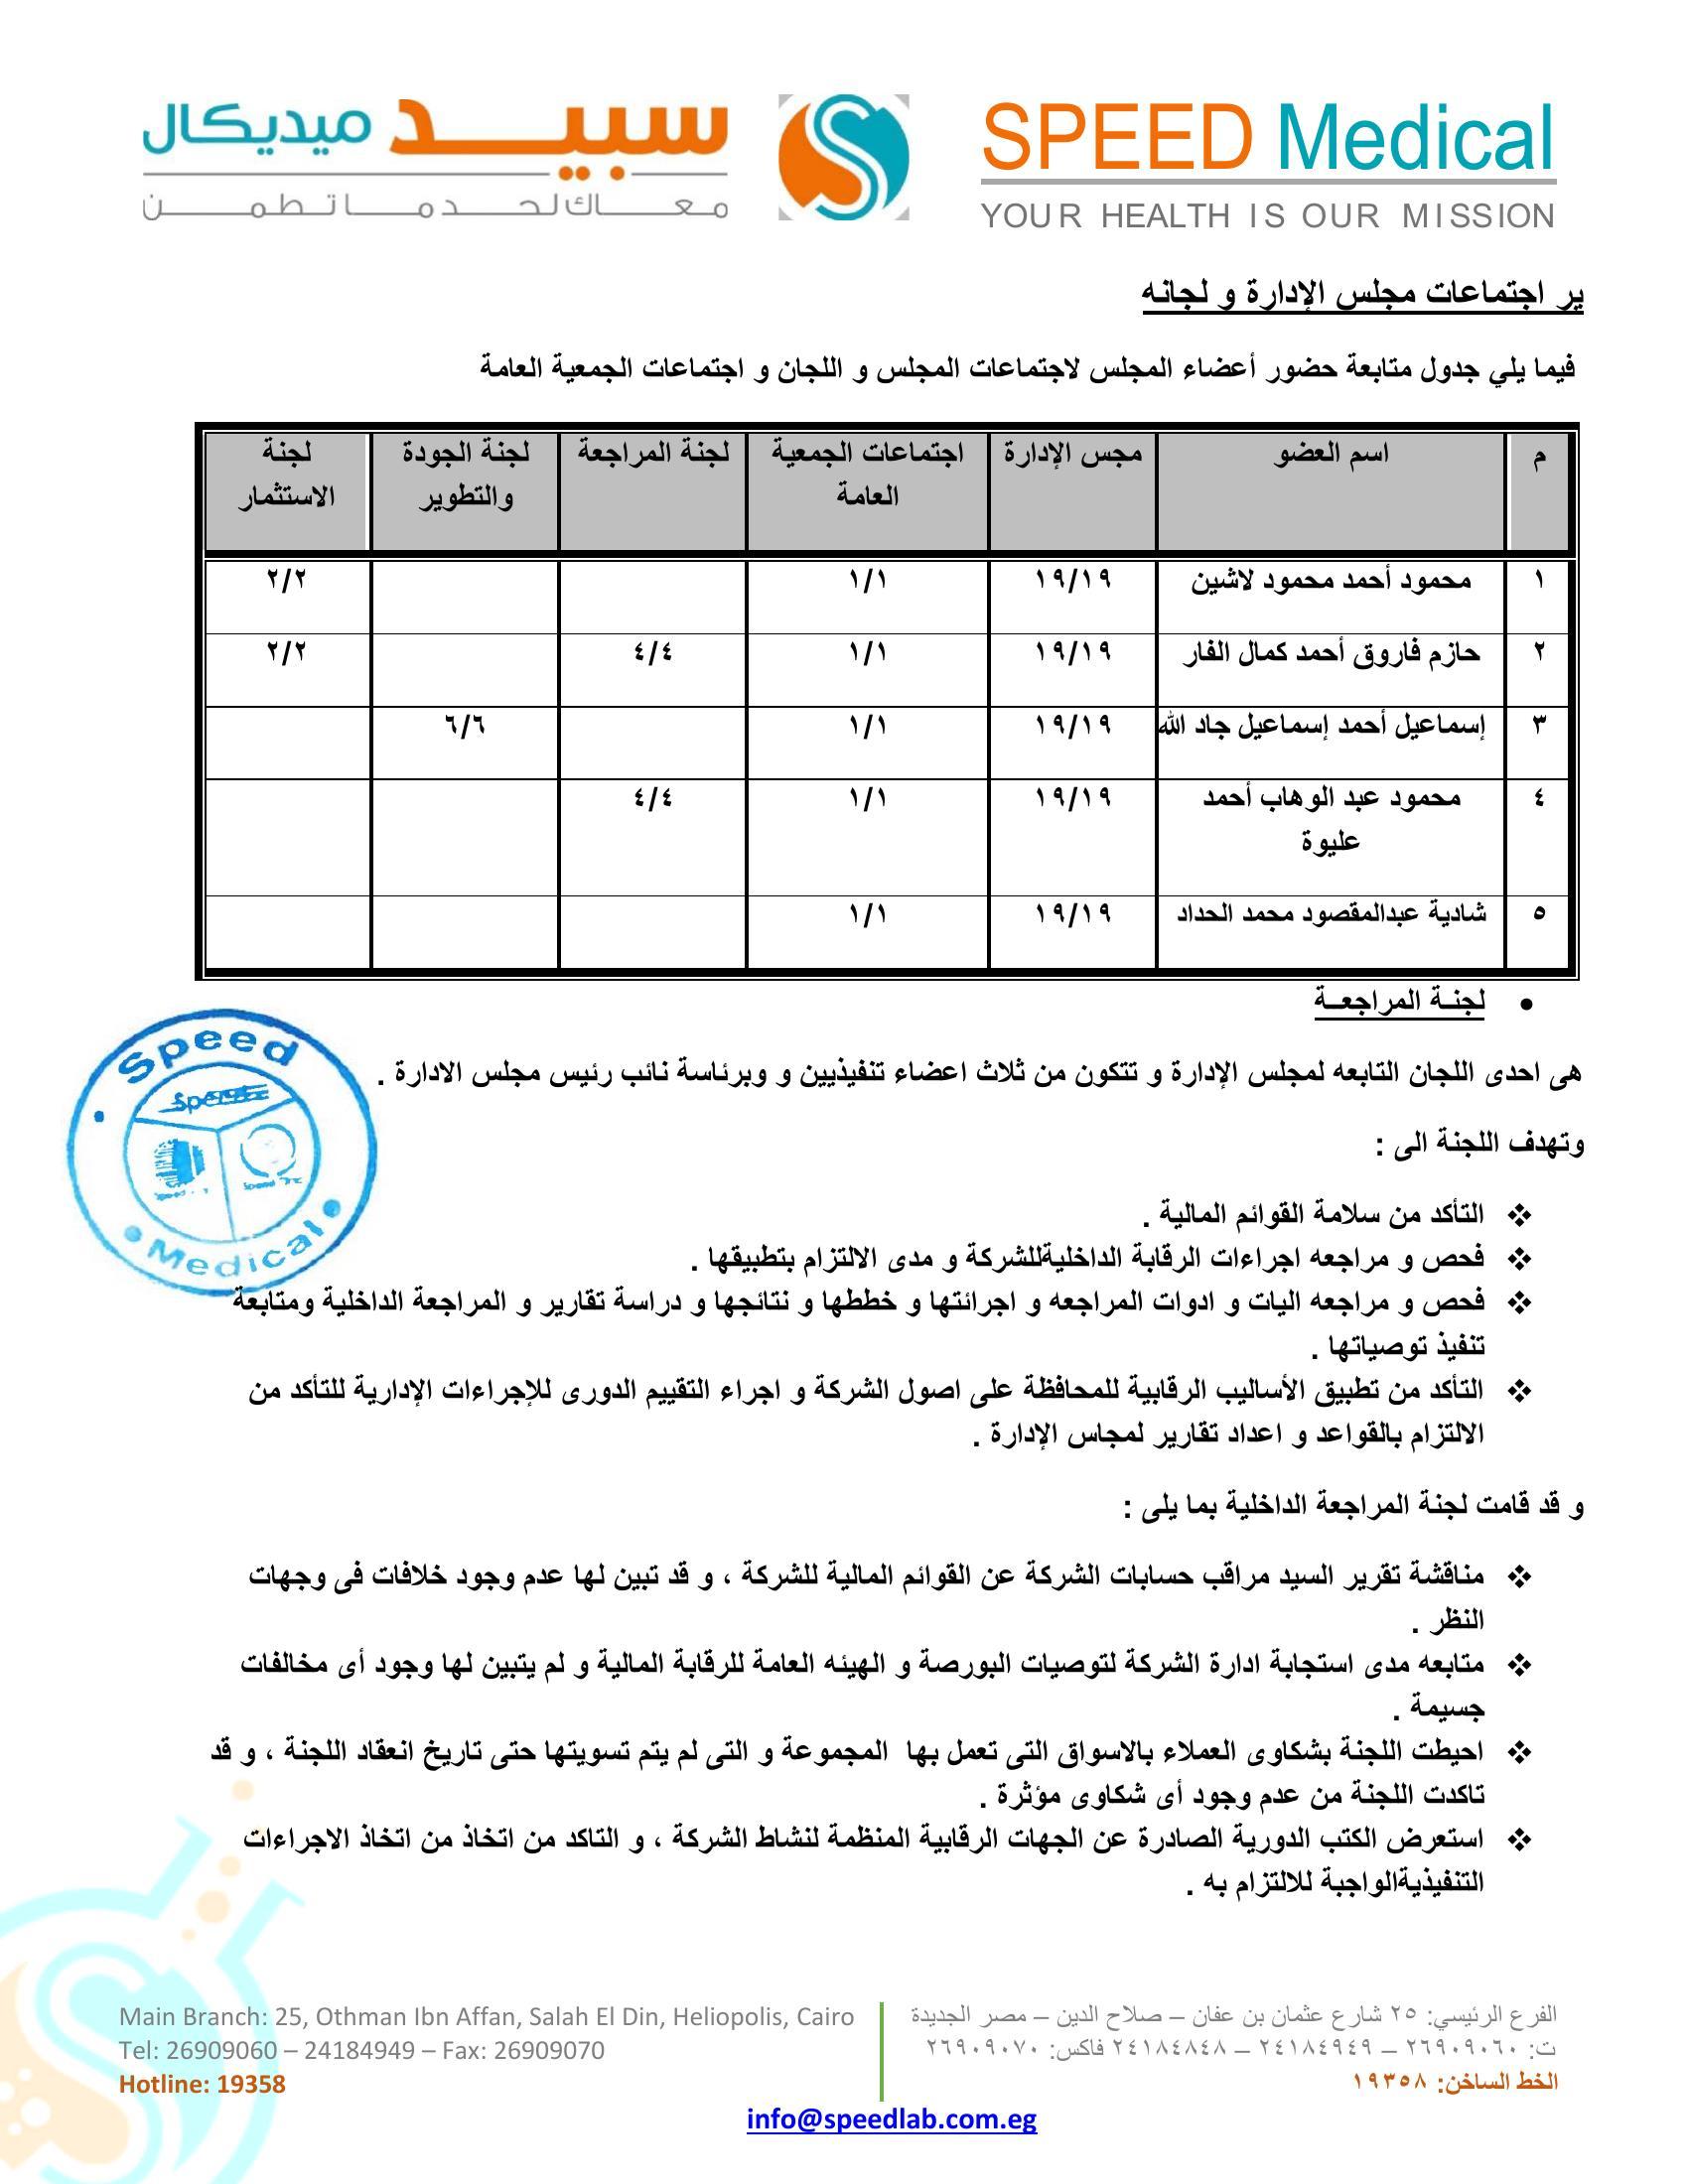 سبيد ميديكال
معاك لحد ما تطمن
SPEED Medical
YOUR HEALTH IS OUR MISSION
ير اجتماعات مجلس الإدارة و لجانه
فيما يلي جدول متابعة حضور أعضاء المجلس لاجتماعات المجلس و اللجان و اجتماعات الجمعية العامة
م اسم العضو مجس الإدارة اجتماعات الجمعية العامة لجنة المراجعة لجنة الجودة والتطوير لجنة الاستثمار
١ محمود أحمد محمود لاشين ١٩/١٩ ١/١ ٢/٢
٢ حازم فاروق أحمد كمال الفار ١٩/١٩ ١/١ ٤/٤ ٢/٢
٣ إسماعيل أحمد إسماعيل جاد الله ١٩/١٩ ١/١ ٦/٦
٤ محمود عبد الوهاب أحمد عليوة ١٩/١٩ ١/١ ٤/٤
٥ شادية عبدالمقصود محمد الحداد ١٩/١٩ ١/١
• لجنـة المراجعـة
هى احدى اللجان التابعه لمجلس الإدارة و تتكون من ثلاث اعضاء تنفيذيين و وبرئاسة نائب رئيس مجلس الادارة .
وتهدف اللجنة الى :
❖ التأكد من سلامة القوائم المالية .
❖ فحص و مراجعه اجراءات الرقابة الداخليةللشركة و مدى الالتزام بتطبيقها .
❖ فحص و مراجعه اليات و ادوات المراجعه و اجرائتها و خططها و نتائجها و دراسة تقارير و المراجعة الداخلية ومتابعة
تنفيذ توصياتها .
❖ التأكد من تطبيق الأساليب الرقابية للمحافظة على اصول الشركة و اجراء التقييم الدورى للإجراءات الإدارية للتأكد من
الالتزام بالقواعد و اعداد تقارير لمجاس الإدارة .
و قد قامت لجنة المراجعة الداخلية بما يلى :
❖ مناقشة تقرير السيد مراقب حسابات الشركة عن القوائم المالية للشركة ، و قد تبين لها عدم وجود خلافات فى وجهات
النظر .
❖ متابعه مدى استجابة ادارة الشركة لتوصيات البورصة و الهيئه العامة للرقابة المالية و لم يتبين لها وجود أى مخالفات
جسيمة .
❖ احيطت اللجنة بشكاوى العملاء بالاسواق التى تعمل بها المجموعة و التى لم يتم تسويتها حتى تاريخ انعقاد اللجنة ، و قد
تاكدت اللجنة من عدم وجود أى شكاوى مؤثرة .
❖ استعرض الكتب الدورية الصادرة عن الجهات الرقابية المنظمة لنشاط الشركة ، و التاكد من اتخاذ من اتخاذ الاجراءات
التنفيذيةالواجبة للالتزام به .
Speed
Medical
الفرع الرئيسي: ٢٥ شارع عثمان بن عفان – صلاح الدين – مصر الجديدة
ت: ٢٦٩٠٩٠٦٠ – ٢٤١٨٤٩٤٩ – ٢٤١٨٤٨٤٨ فاكس: ٢٦٩٠٩٠٧٠
الخط الساخن: ١٩٣٥٨
Main Branch: 25, Othman Ibn Affan, Salah El Din, Heliopolis, Cairo
Tel: 26909060 – 24184949 – Fax: 26909070
Hotline: 19358
info@speedlab.com.eg